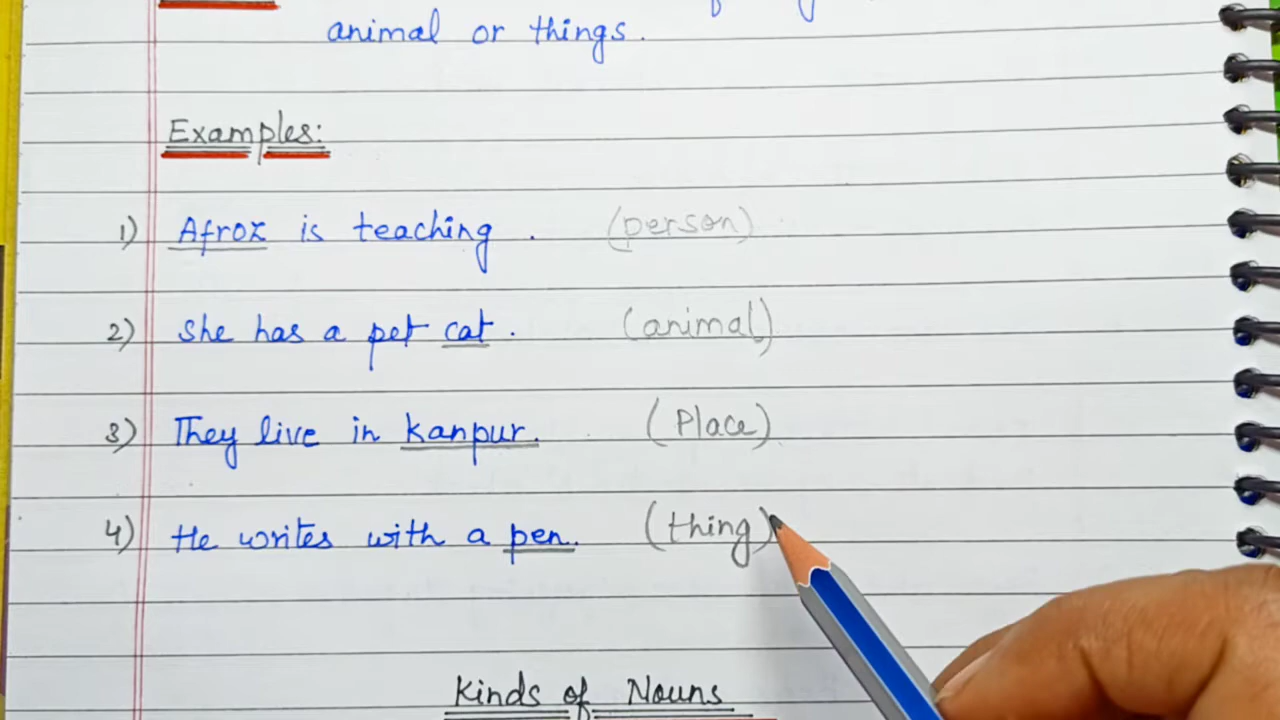 animal or things.
Examples:
1) Afroz is teaching . (person)
2) She has a pet cat. (animal)
3) They live in Kanpur. (Place)
4) He writes with a pen. (thing)
Kinds of Nouns